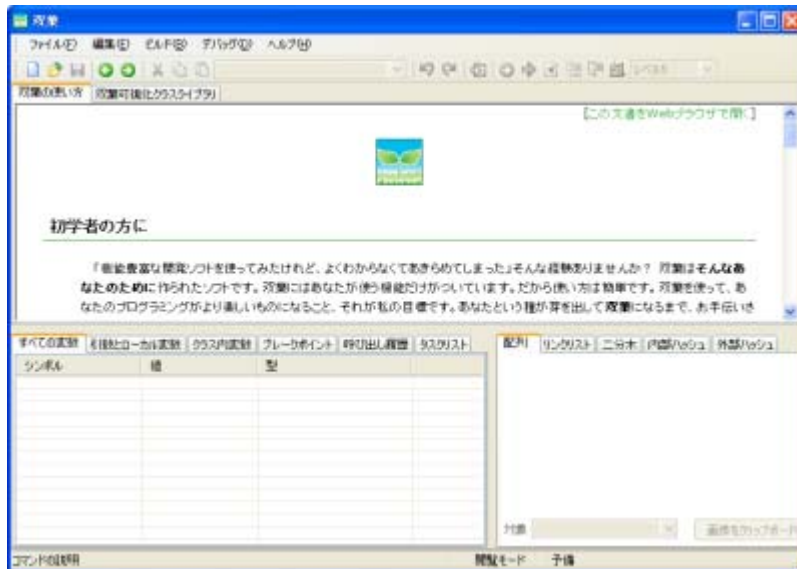 双葉
ファイル(F) 編集(E) ビルド(B) デバッグ(D) ヘルプ(H)
レベル5
双葉の使い方 双葉可視化クラスライブラリ
[この文書をWebブラウザで開く]
初学者の方に
「機能豊富な開発ソフトを使ってみたけれど、よくわからなくてあきらめてしまった」そんな経験ありませんか？ 双葉はそんなあ
なたのために作られたソフトです。双葉にはあなたが使う機能だけがついています。だから使い方は簡単です。双葉を使って、あ
なたのプログラミングがより楽しいものになること、それが私の目標です。あなたという種が芽を出して双葉になるまで、お手伝いさ
すべての変数 引数とローカル変数 クラス内変数 ブレークポイント 呼び出し履歴 タスクリスト
シンボル 値 型
配列 リンクリスト 二分木 内部ハッシュ 外部ハッシュ
対象 画像をクリップボード
コマンドの説明 閲覧モード 予備